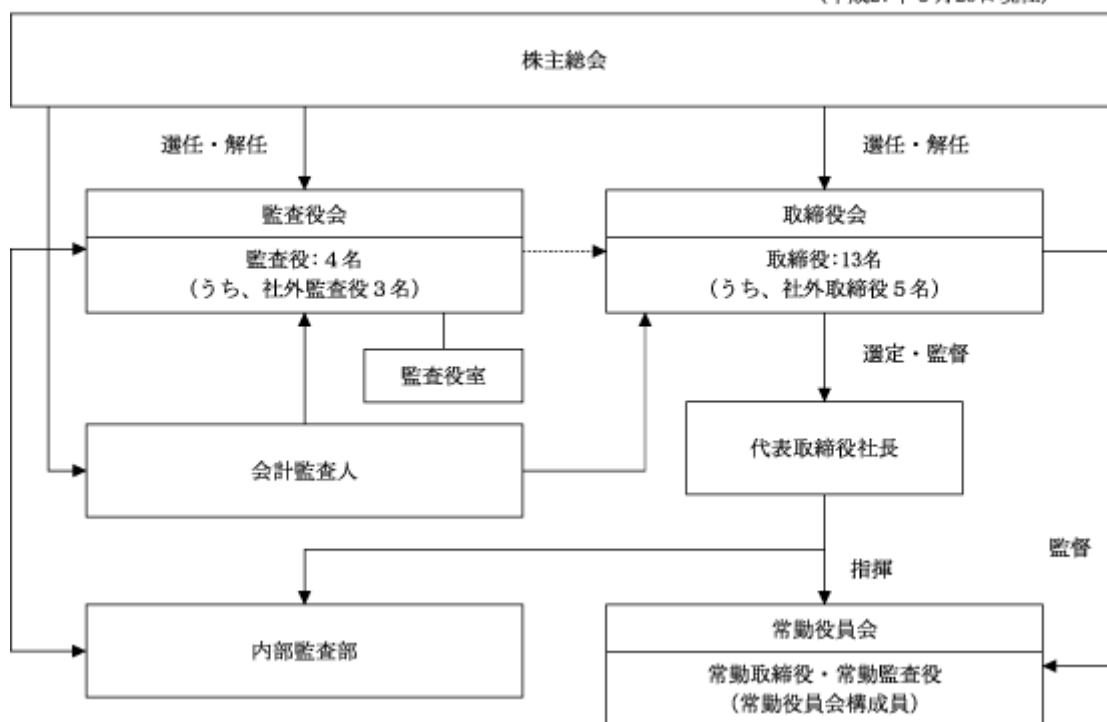 株主総会
選任・解任
選任・解任
監査役会
監査役：４名
（うち、社外監査役３名）
取締役会
取締役：13名
（うち、社外取締役５名）
監査役室
選定・監督
会計監査人
代表取締役社長
監督
指揮
内部監査部
常勤役員会
常勤取締役・常勤監査役
（常勤役員会構成員）